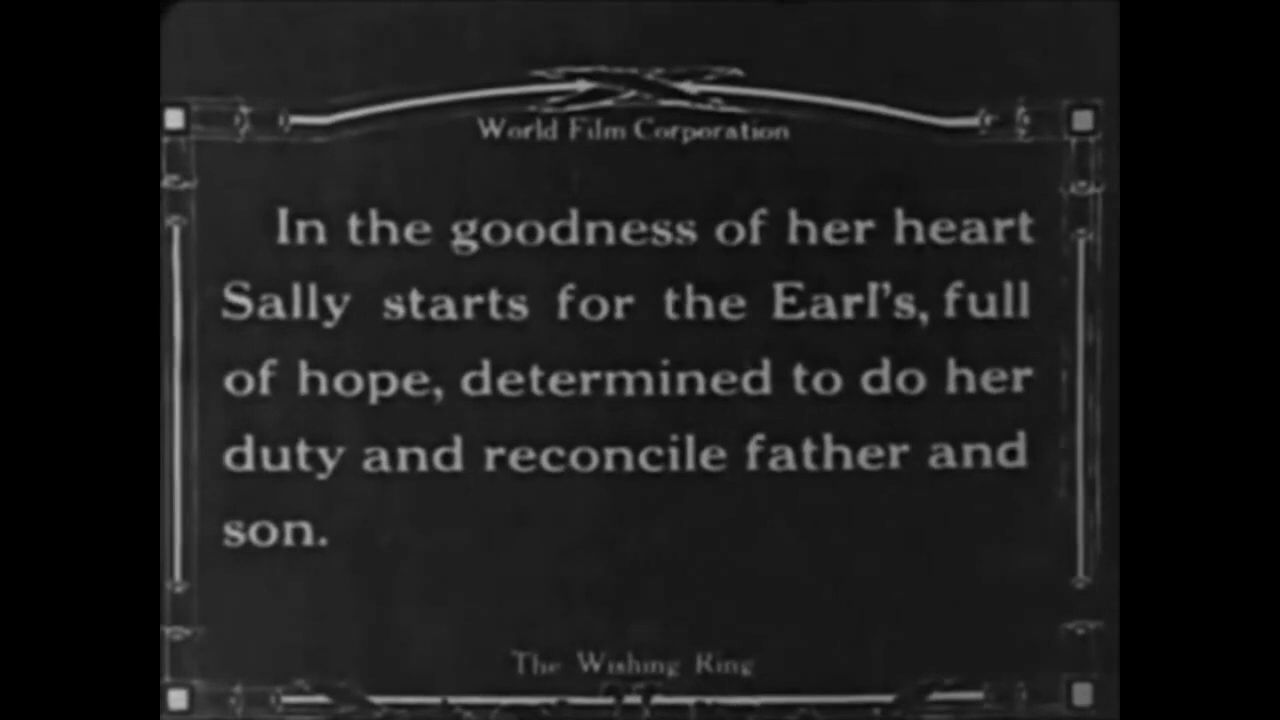 World Film Corporation
In the goodness of her heart
Sally starts for the Earl's, full
of hope, determined to do her
duty and reconcile father and
son.
The Wishing Ring